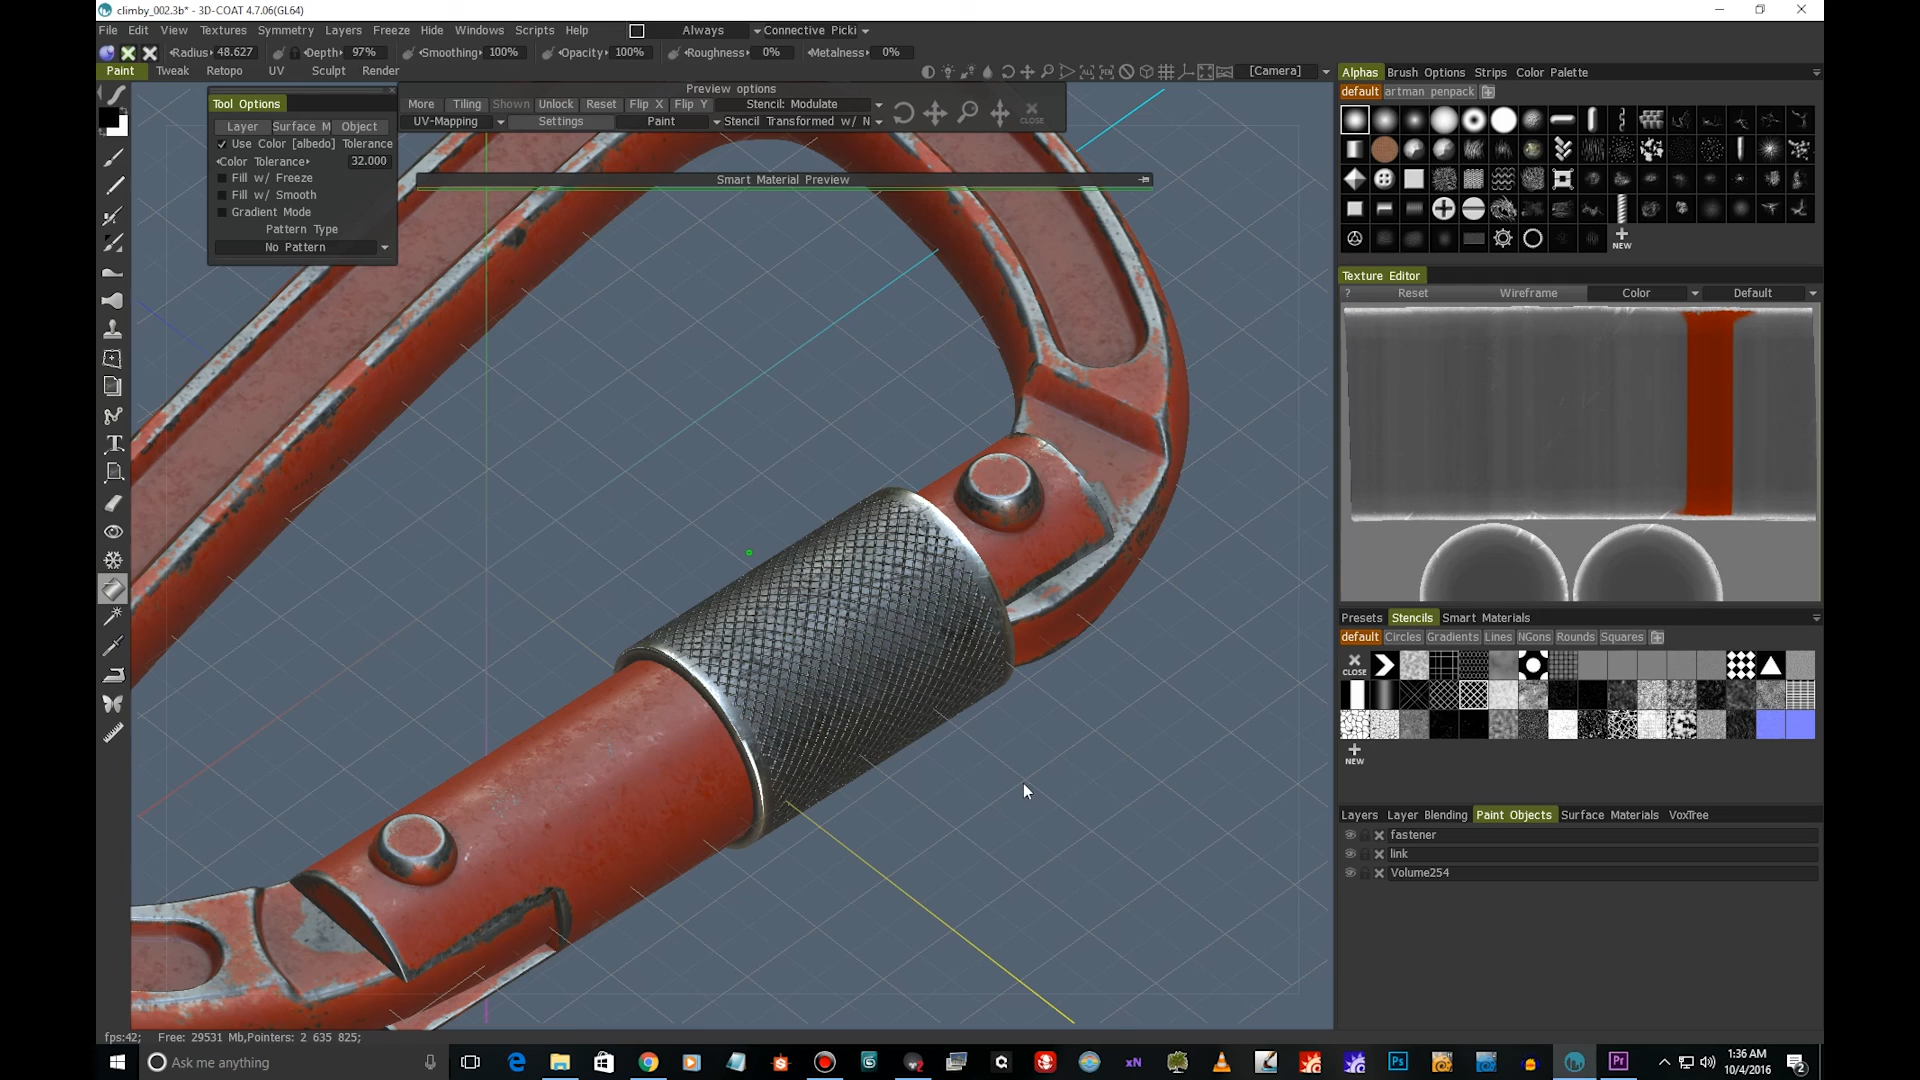 climby_002.3b* - 3D-COAT 4.7.06(GL64)
File Edit View Textures Symmetry Layers Freeze Hide Windows Scripts Help Always Connective Picki
Radius 48.627 Depth 97% Smoothing 100% Opacity 100% Roughness 0% Metalness 0%
Paint Tweak Retopo UV Sculpt Render
[Camera]
Tool Options
Layer Surface M Object
Use Color [albedo] Tolerance
Color Tolerance 32.000
Fill w/ Freeze
Fill w/ Smooth
Gradient Mode
Pattern Type
No Pattern
Preview options
More Tiling Shown Unlock Reset Flip X Flip Y Stencil: Modulate
UV-Mapping Settings Paint Stencil Transformed w/ N
CLOSE
Smart Material Preview
Alphas Brush Options Strips Color Palette
default artman penpack
NEW
Texture Editor
? Reset Wireframe Color Default
Presets Stencils Smart Materials
default Circles Gradients Lines NGons Rounds Squares
CLOSE
NEW
Layers Layer Blending Paint Objects Surface Materials VoxTree
fastener
link
Volume254
fps:42; Free: 29531 Mb,Pointers: 2 635 825;
Ask me anything
xN
Ps
Pr
1:36 AM
10/4/2016
2